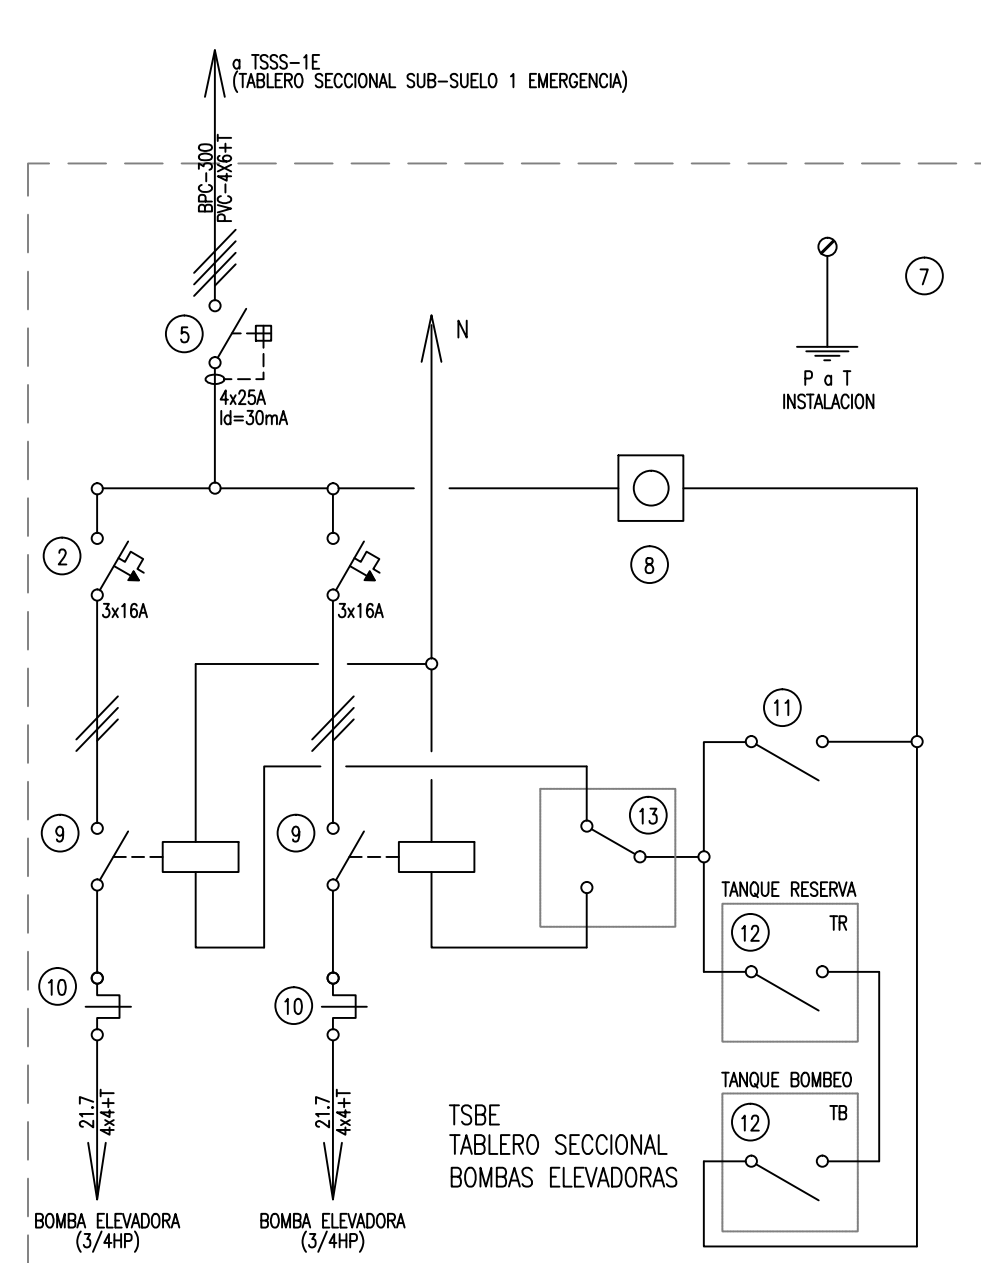 a TSSS-1E
(TABLERO SECCIONAL SUB-SUELO 1 EMERGENCIA)
BPC-300
PVC-4X6+T
7
5
N
4x25A
Id=30mA
P a T
INSTALACION
2
8
3x16A
3x16A
11
9
9
13
TANQUE RESERVA
12
TR
10
10
TANQUE BOMBEO
12
TB
21.7
4x4+T
21.7
4x4+T
TSBE
TABLERO SECCIONAL
BOMBAS ELEVADORAS
BOMBA ELEVADORA
(3/4HP)
BOMBA ELEVADORA
(3/4HP)